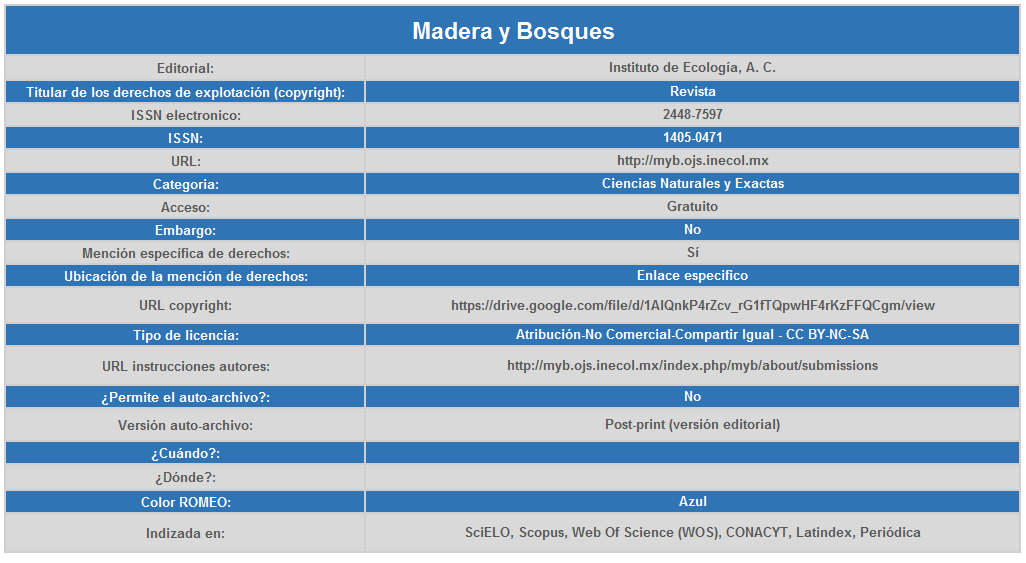 Madera y Bosques
Editorial: Instituto de Ecología, A. C.
Titular de los derechos de explotación (copyright): Revista
ISSN electronico: 2448-7597
ISSN: 1405-0471
URL: http://myb.ojs.inecol.mx
Categoria: Ciencias Naturales y Exactas
Acceso: Gratuito
Embargo: No
Mención específica de derechos: Sí
Ubicación de la mención de derechos: Enlace especifico
URL copyright: https://drive.google.com/file/d/1AlQnkP4rZcv_rG1fTQpwHF4rKzFFQCgm/view
Tipo de licencia: Atribución-No Comercial-Compartir Igual - CC BY-NC-SA
URL instrucciones autores: http://myb.ojs.inecol.mx/index.php/myb/about/submissions
¿Permite el auto-archivo?: No
Versión auto-archivo: Post-print (versión editorial)
¿Cuándo?:
¿Dónde?:
Color ROMEO: Azul
Indizada en: SciELO, Scopus, Web Of Science (WOS), CONACYT, Latindex, Periódica